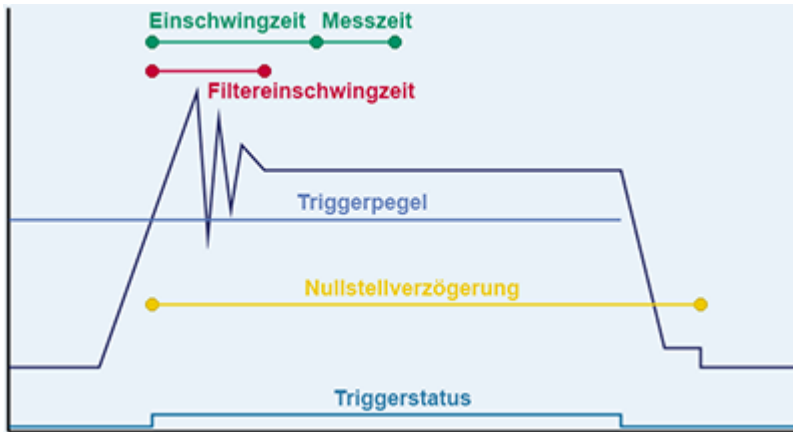 Einschwingzeit Messzeit
Filtereinschwingzeit
Triggerpegel
Nullstellverzögerung
Triggerstatus